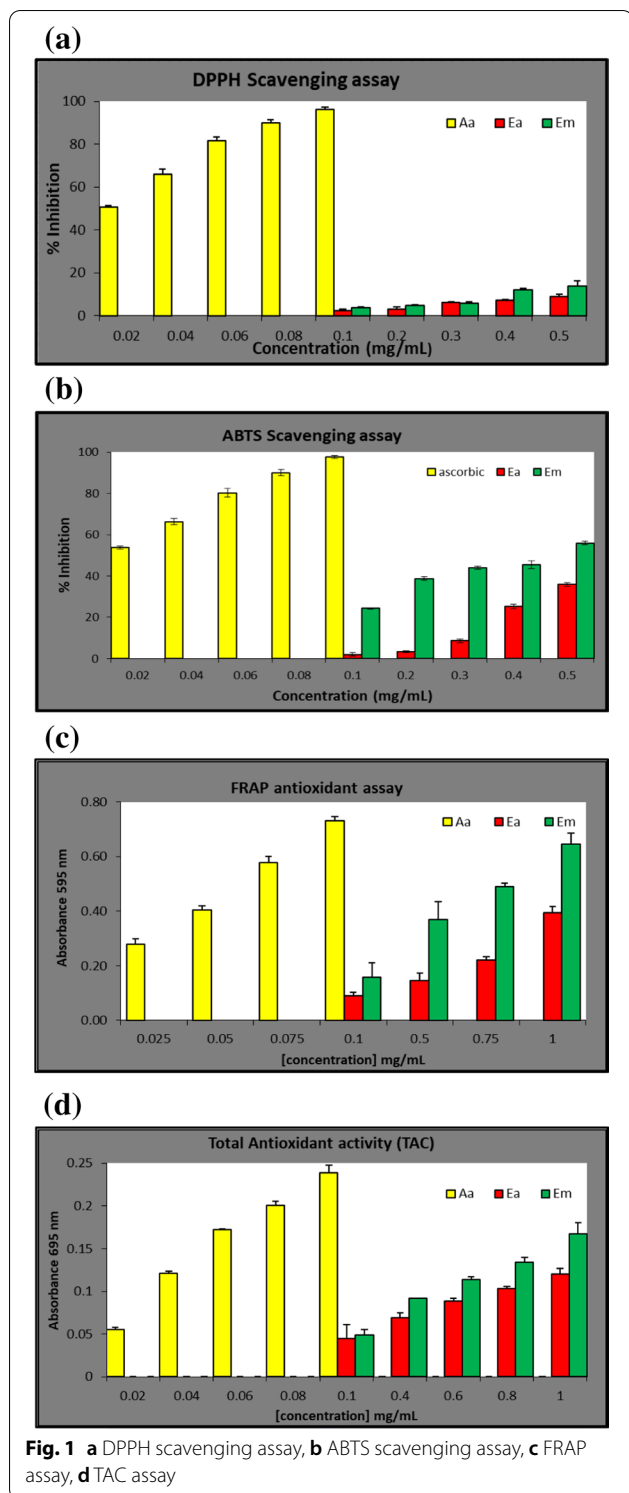 (a)
DPPH Scavenging assay
Aa Ea Em
% Inhibition
100
80
60
40
20
0
0.02 0.04 0.06 0.08 0.1 0.2 0.3 0.4 0.5
Concentration (mg/mL)
(b)
ABTS Scavenging assay
ascorbic Ea Em
% Inhibition
100
80
60
40
20
0
0.02 0.04 0.06 0.08 0.1 0.2 0.3 0.4 0.5
Concentration (mg/mL)
(c)
FRAP antioxidant assay
Aa Ea Em
Absorbance 595 nm
0.80
0.60
0.40
0.20
0.00
0.025 0.05 0.075 0.1 0.5 0.75 1
[concentration] mg/mL
(d)
Total Antioxidant activity (TAC)
Aa Ea Em
Absorbance 695 nm
0.25
0.2
0.15
0.1
0.05
0
0.02 0.04 0.06 0.08 0.1 0.4 0.6 0.8 1
[concentration] mg/mL
Fig. 1 a DPPH scavenging assay, b ABTS scavenging assay, c FRAP
assay, d TAC assay